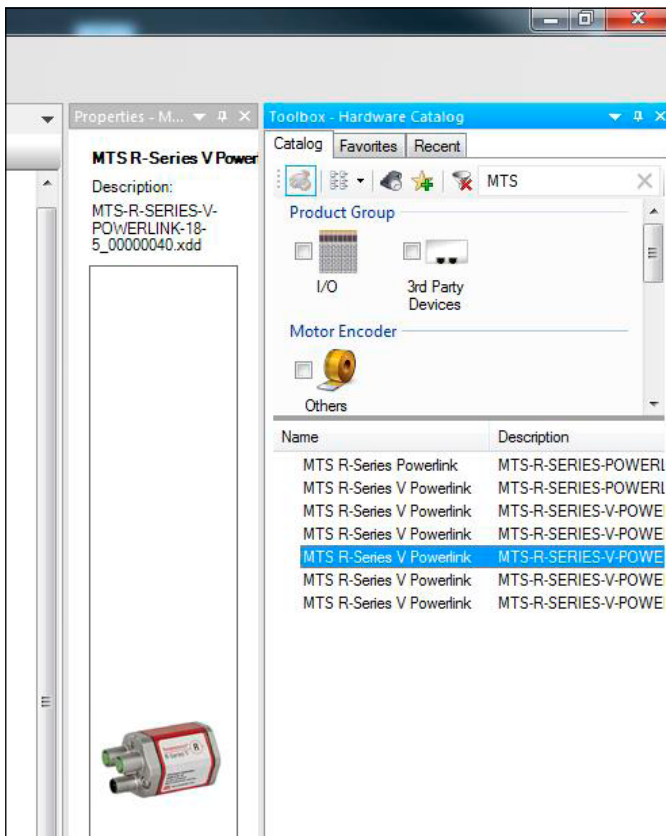 Properties - M...
MTS R-Series V Power
Description:
MTS-R-SERIES-V-
POWERLINK-18-
5_00000040.xdd
R-Series V
R
Toolbox - Hardware Catalog
Catalog Favorites Recent
MTS
Product Group
I/O
3rd Party
Devices
Motor Encoder
Others
Name Description
MTS R-Series Powerlink MTS-R-SERIES-POWERL
MTS R-Series V Powerlink MTS-R-SERIES-POWERL
MTS R-Series V Powerlink MTS-R-SERIES-V-POWE
MTS R-Series V Powerlink MTS-R-SERIES-V-POWE
MTS R-Series V Powerlink MTS-R-SERIES-V-POWE
MTS R-Series V Powerlink MTS-R-SERIES-V-POWE
MTS R-Series V Powerlink MTS-R-SERIES-V-POWE